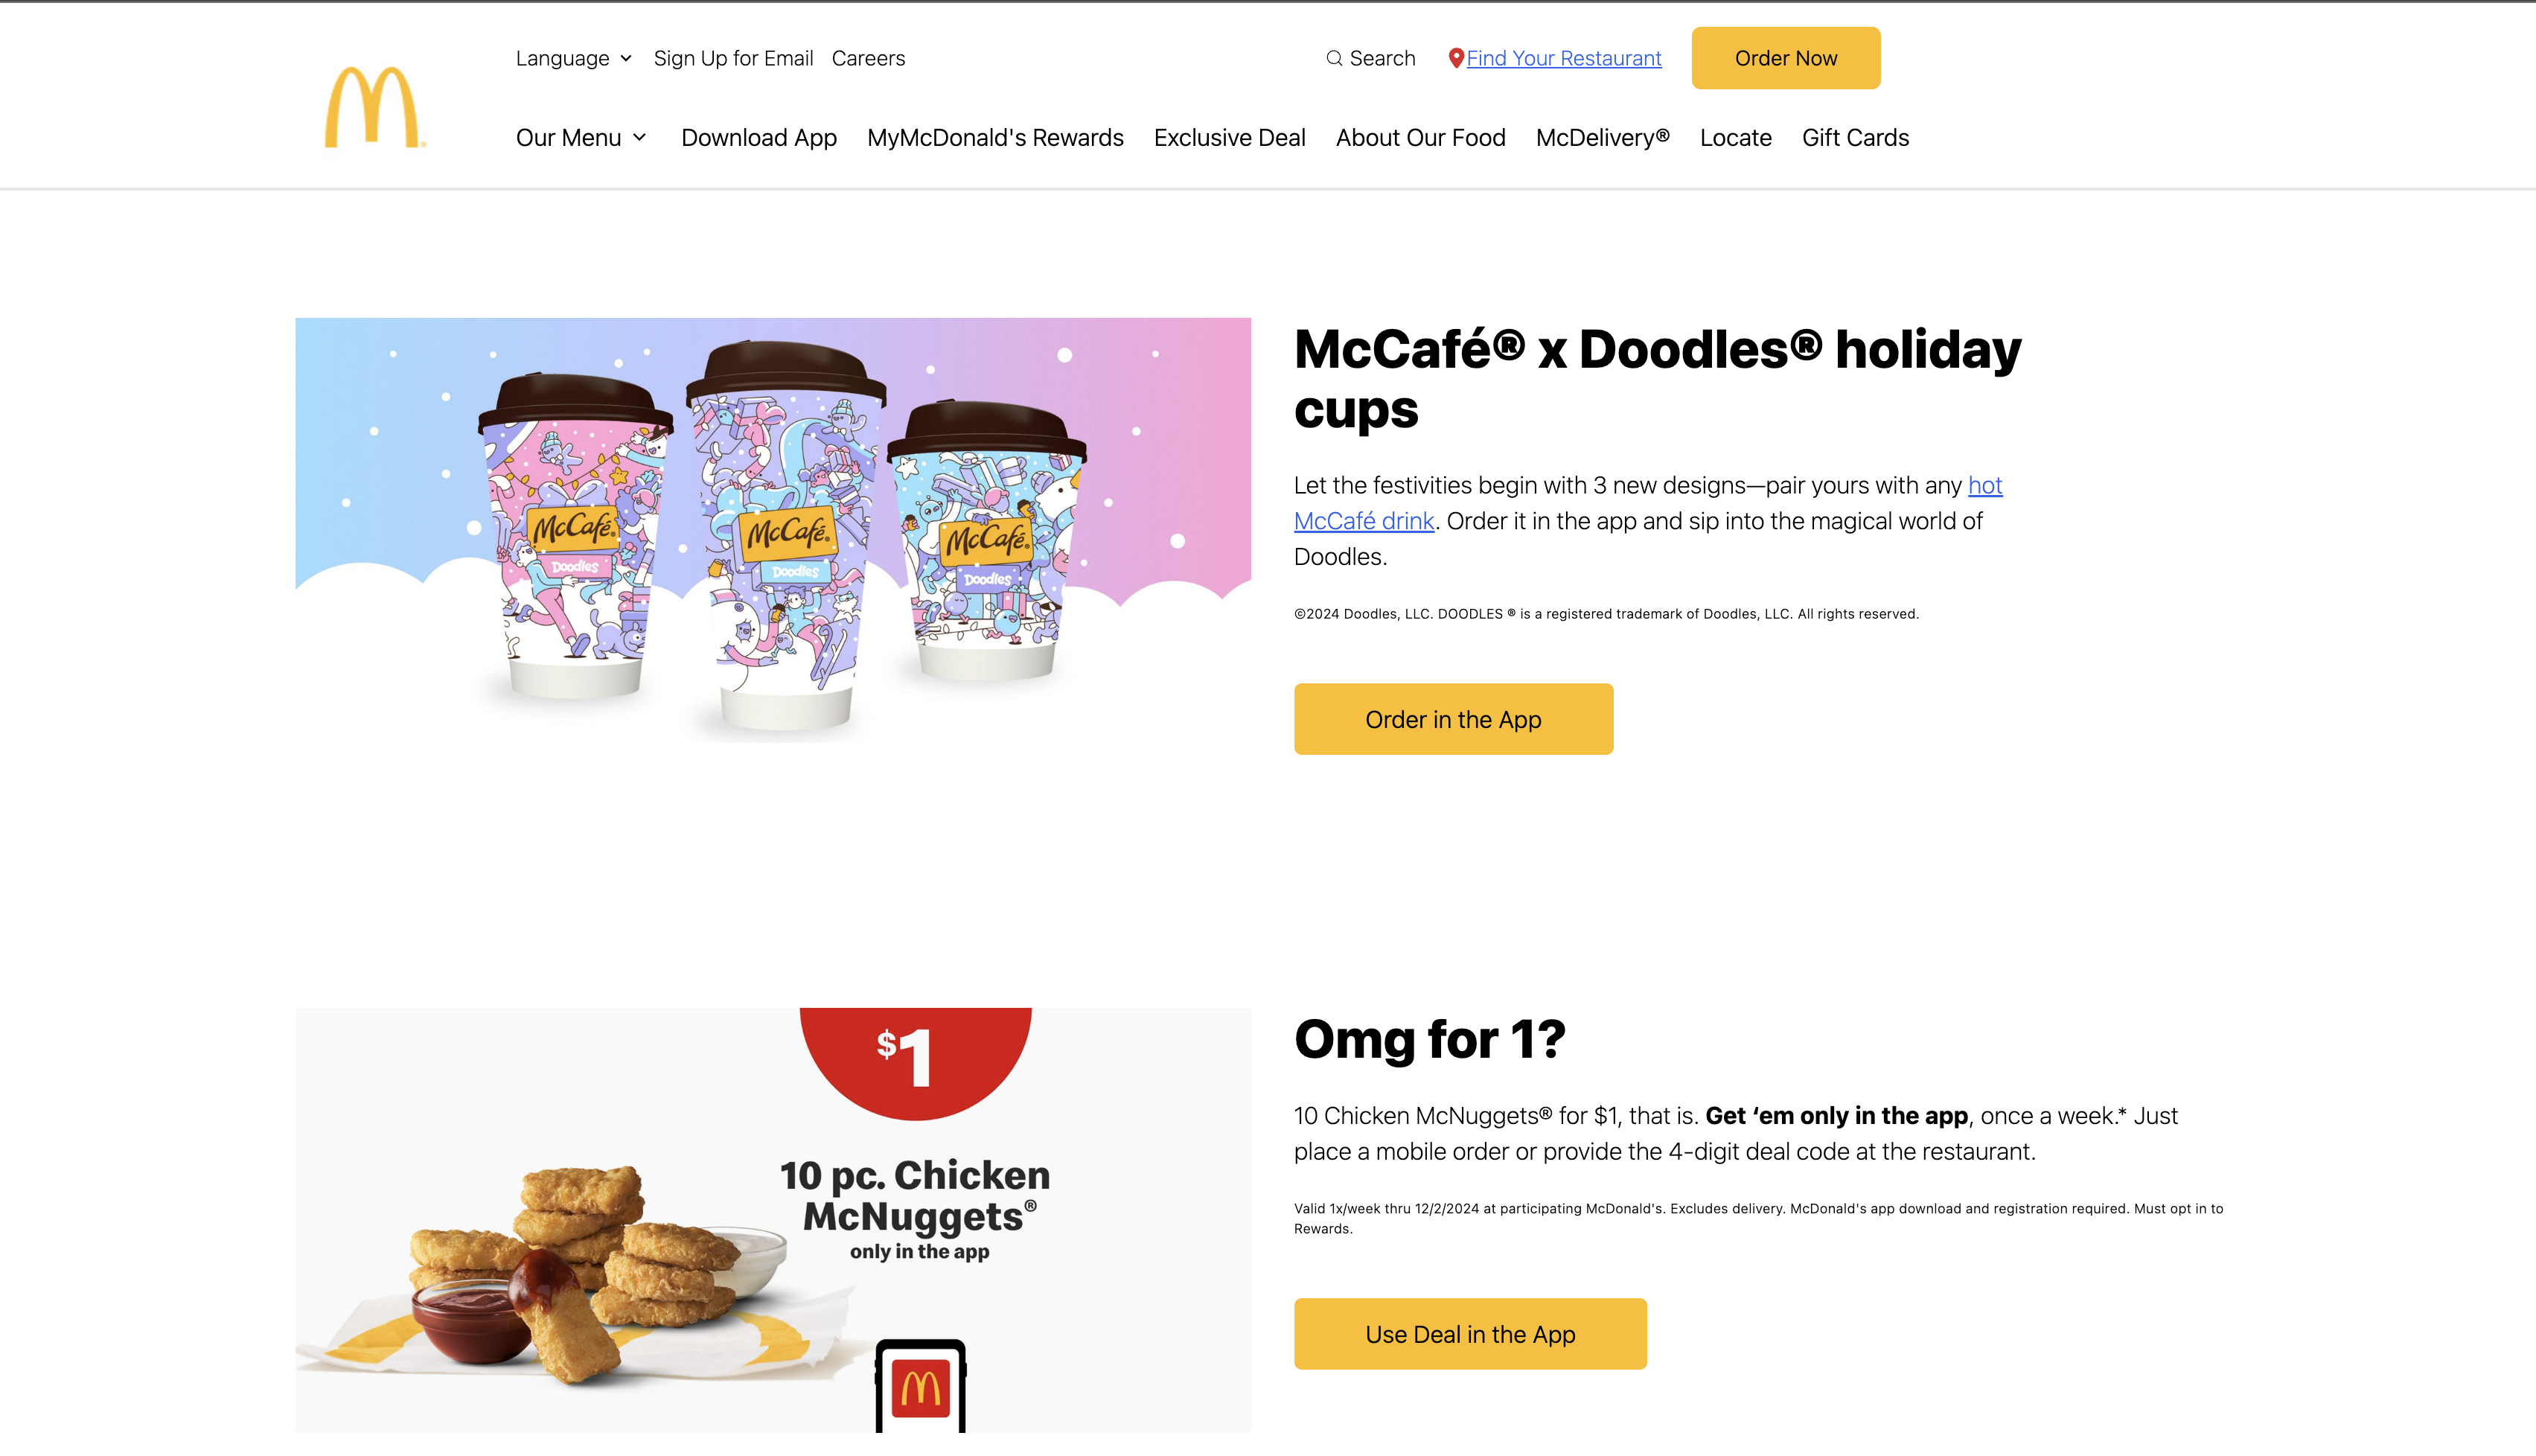 Language
Sign Up for Email
Careers
Search
Find Your Restaurant
Order Now
Our Menu
Download App
MyMcDonald's Rewards
Exclusive Deal
About Our Food
McDelivery®
Locate
Gift Cards
McCafé®
Doodles
McCafé®
Doodles
McCafé®
Doodles
McCafé® x Doodles® holiday
cups
Let the festivities begin with 3 new designs—pair yours with any hot
McCafé drink. Order it in the app and sip into the magical world of
Doodles.
©2024 Doodles, LLC. DOODLES ® is a registered trademark of Doodles, LLC. All rights reserved.
Order in the App
$1
10 pc. Chicken
McNuggets®
only in the app
Omg for 1?
10 Chicken McNuggets® for $1, that is. Get ‘em only in the app, once a week.* Just
place a mobile order or provide the 4-digit deal code at the restaurant.
Valid 1x/week thru 12/2/2024 at participating McDonald's. Excludes delivery. McDonald's app download and registration required. Must opt in to
Rewards.
Use Deal in the App